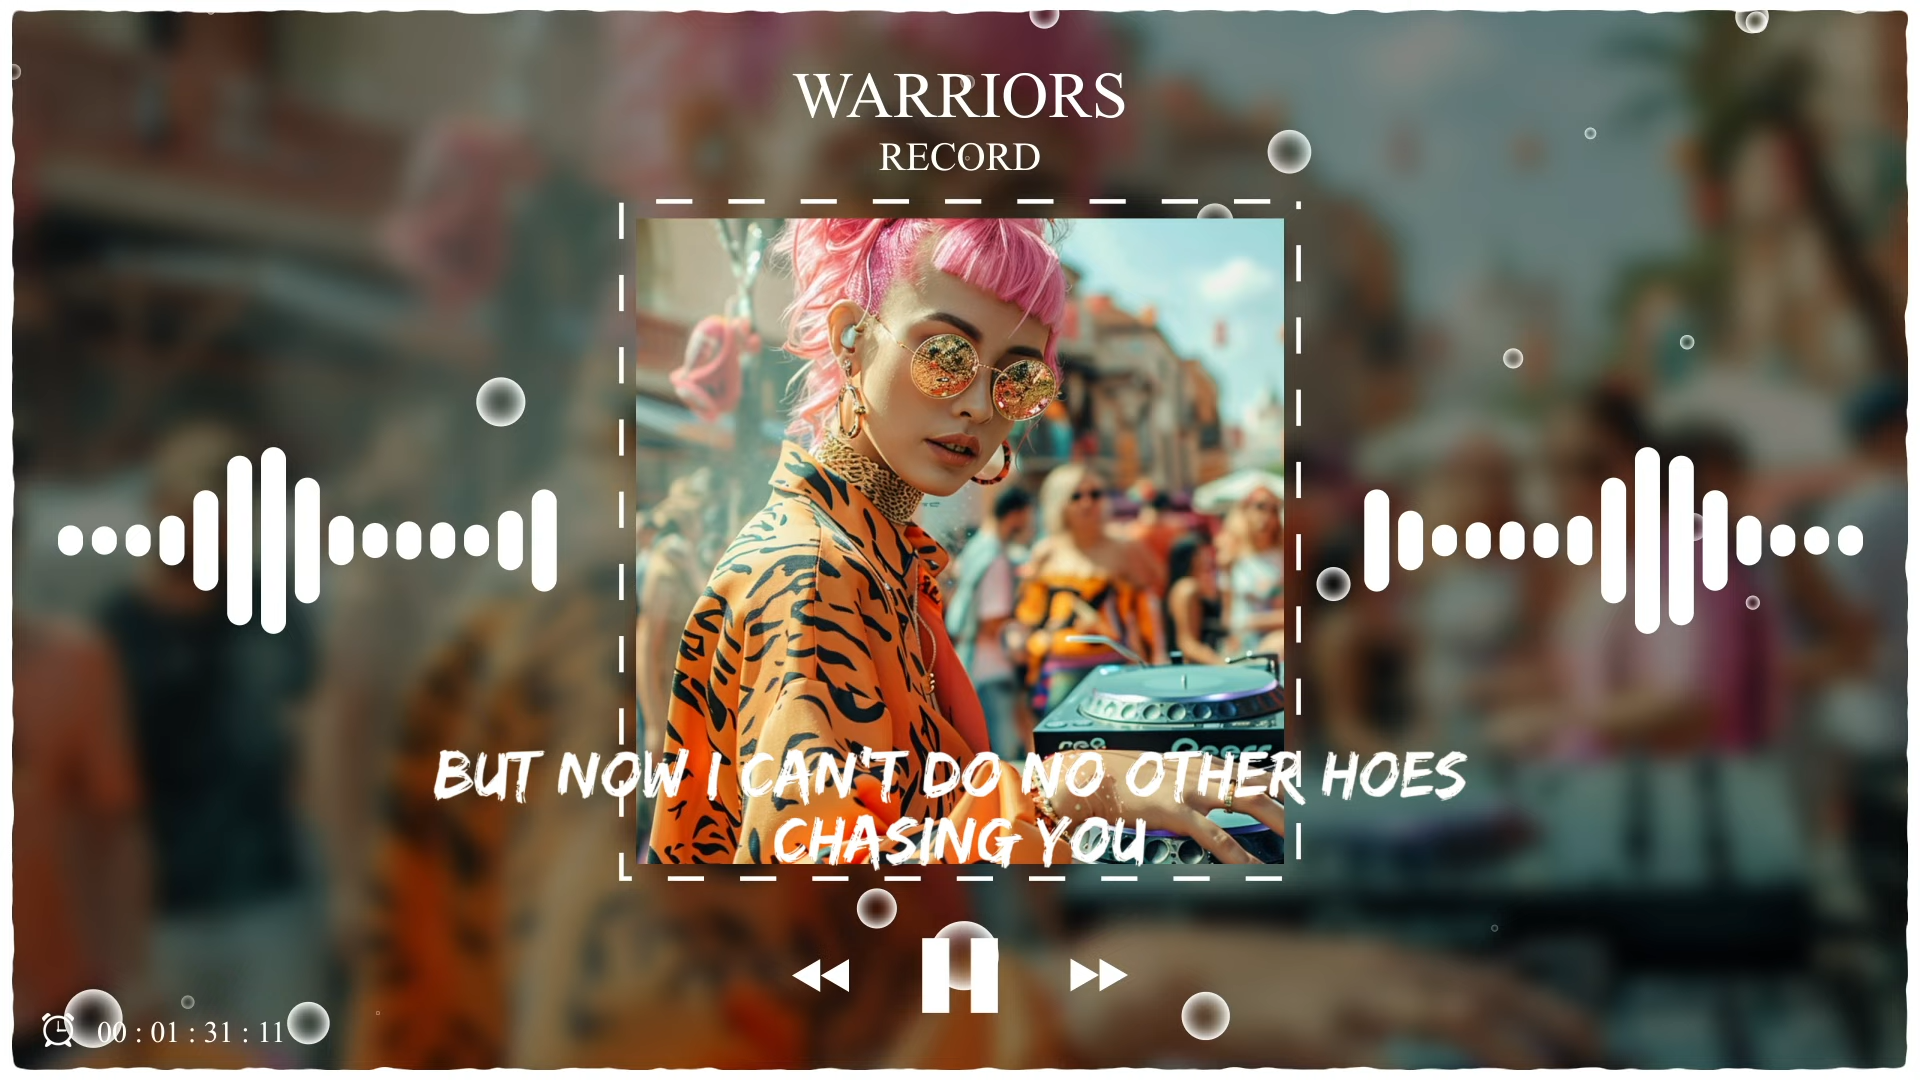 WARRIORS
RECORD
BUT NOW I CAN'T DO NO OTHER HOES
CHASING YOU
00 : 01 : 31 : 11